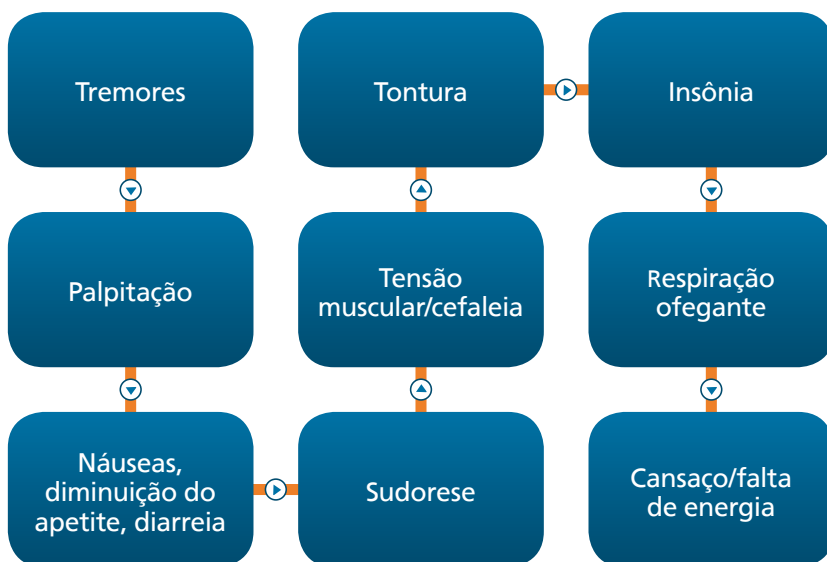 Tremores
Palpitação
Náuseas,
diminuição do
apetite, diarreia
Sudorese
Tensão
muscular/cefaleia
Tontura
Insônia
Respiração
ofegante
Cansaço/falta
de energia